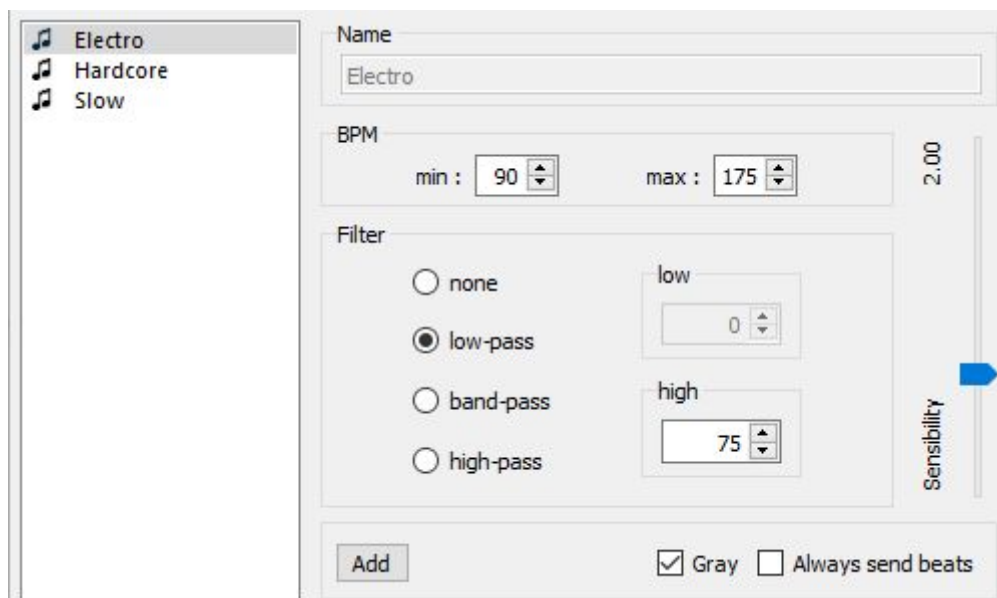 Electro
Hardcore
Slow
Name
Electro
BPM
min : 90 max : 175
2.00
Filter
none
low-pass
band-pass
high-pass
low
0
high
75
Sensibility
Add Gray Always send beats